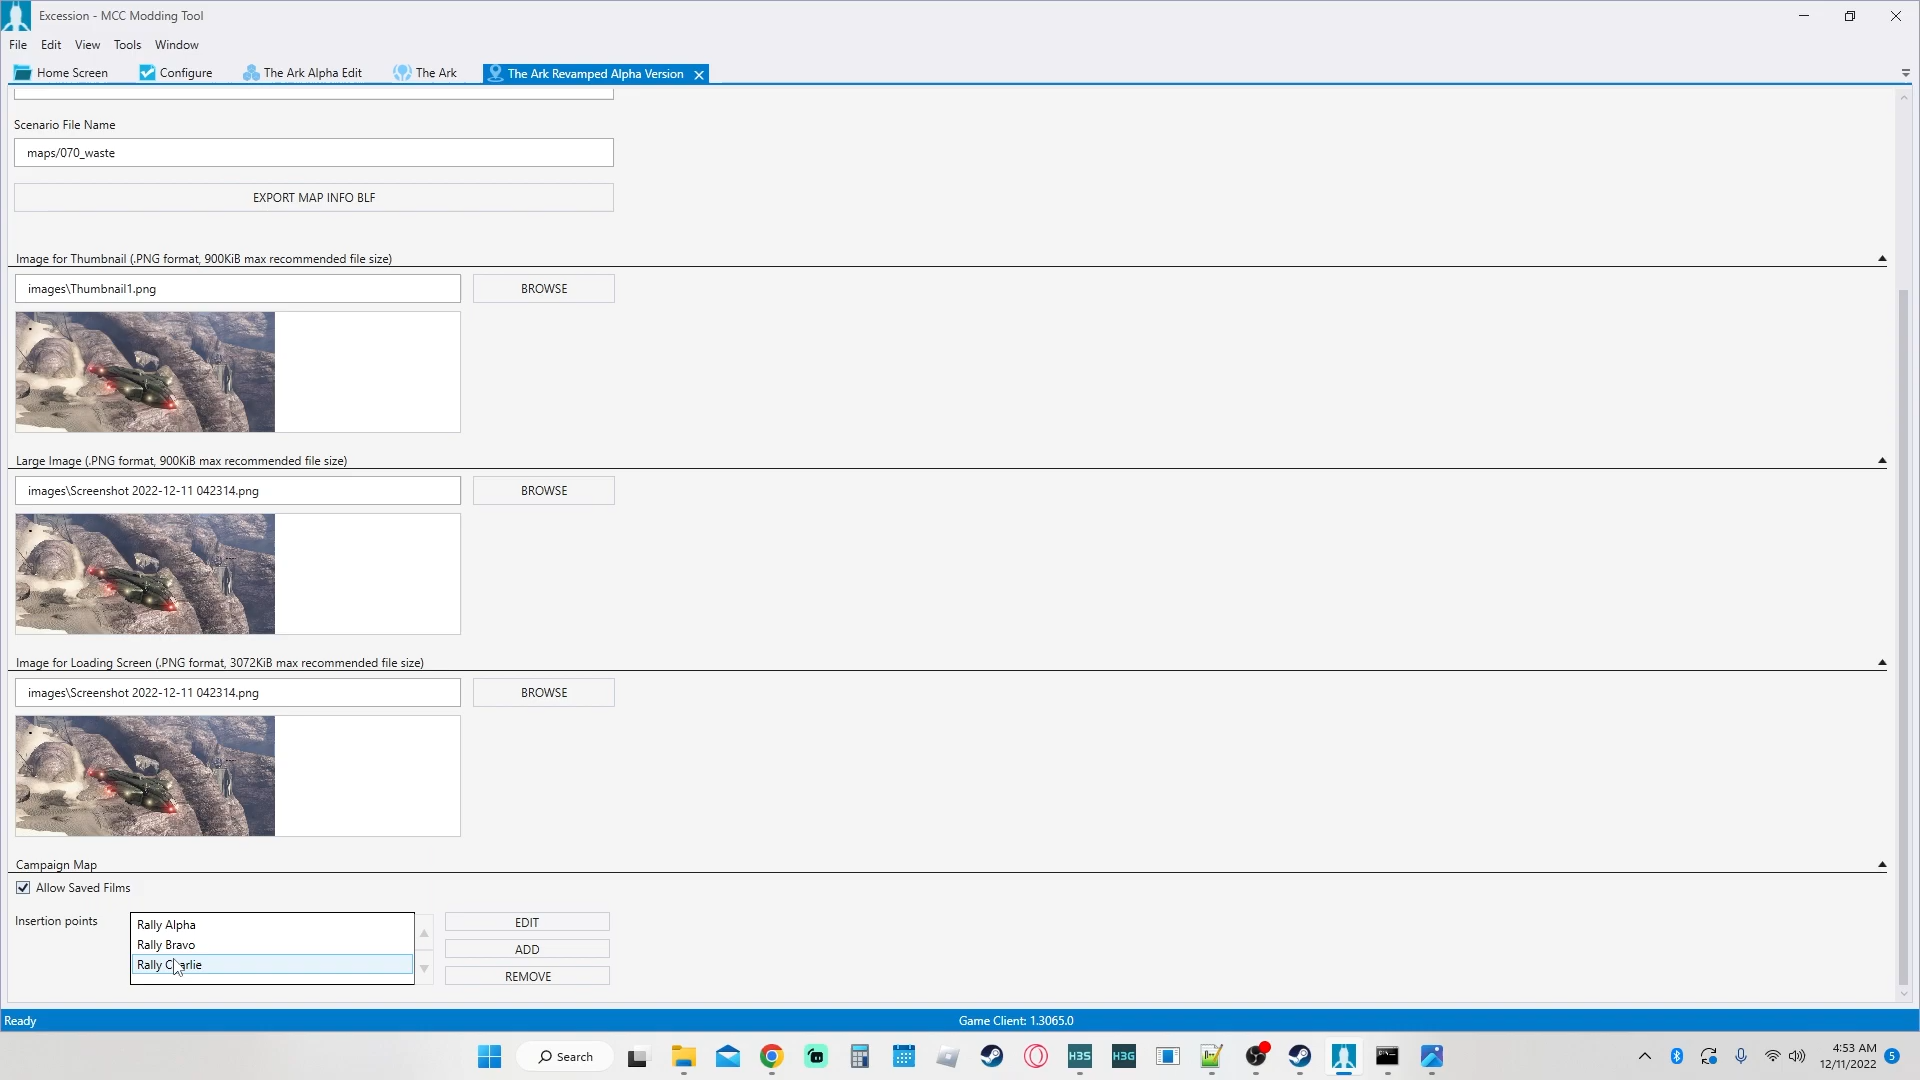 Excession - MCC Modding Tool
File Edit View Tools Window
Home Screen Configure The Ark Alpha Edit The Ark The Ark Revamped Alpha Version
Scenario File Name
maps/070_waste
EXPORT MAP INFO BLF
Image for Thumbnail (.PNG format, 900KiB max recommended file size)
images\Thumbnail1.png BROWSE
Large Image (.PNG format, 900KiB max recommended file size)
images\Screenshot 2022-12-11 042314.png BROWSE
Image for Loading Screen (.PNG format, 3072KiB max recommended file size)
images\Screenshot 2022-12-11 042314.png BROWSE
Campaign Map
Allow Saved Films
Insertion points
Rally Alpha
Rally Bravo
Rally Charlie
EDIT
ADD
REMOVE
Ready Game Client: 1.3065.0
Search H3S H3G 4:53 AM 5
12/11/2022